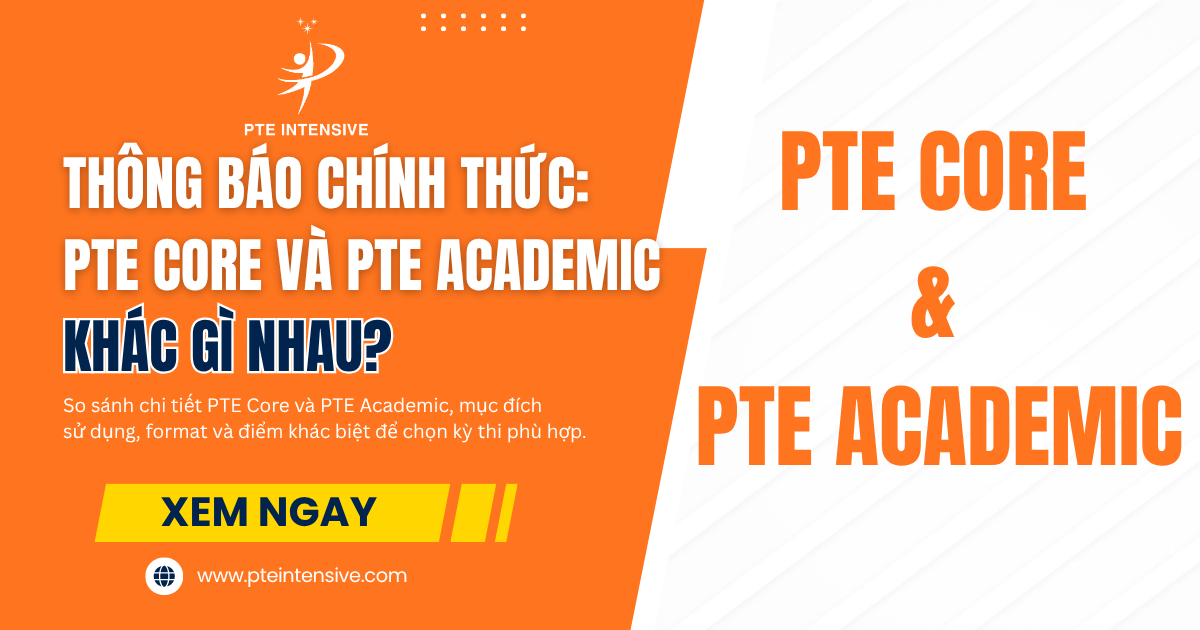 PTE INTENSIVE
THÔNG BÁO CHÍNH THỨC:
PTE CORE VÀ PTE ACADEMIC
KHÁC GÌ NHAU?
So sánh chi tiết PTE Core và PTE Academic, mục đích
sử dụng, format và điểm khác biệt để chọn kỳ thi phù hợp.
XEM NGAY
www.pteintensive.com
PTE CORE
&
PTE ACADEMIC